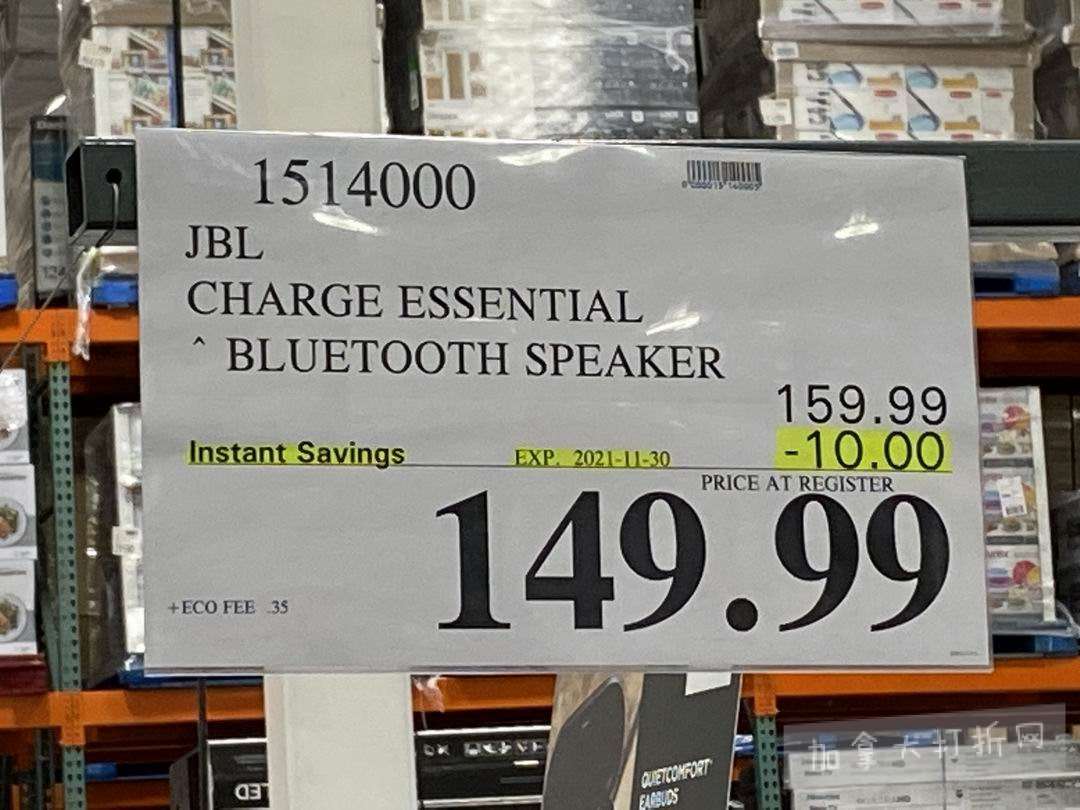 1514000
JBL
CHARGE ESSENTIAL
^ BLUETOOTH SPEAKER
159.99
Instant Savings EXP. 2021-11-30 -10.00
PRICE AT REGISTER
149.99
+ECO FEE .35
QUIETCOMFORT
EARBUDS
加拿大打折网